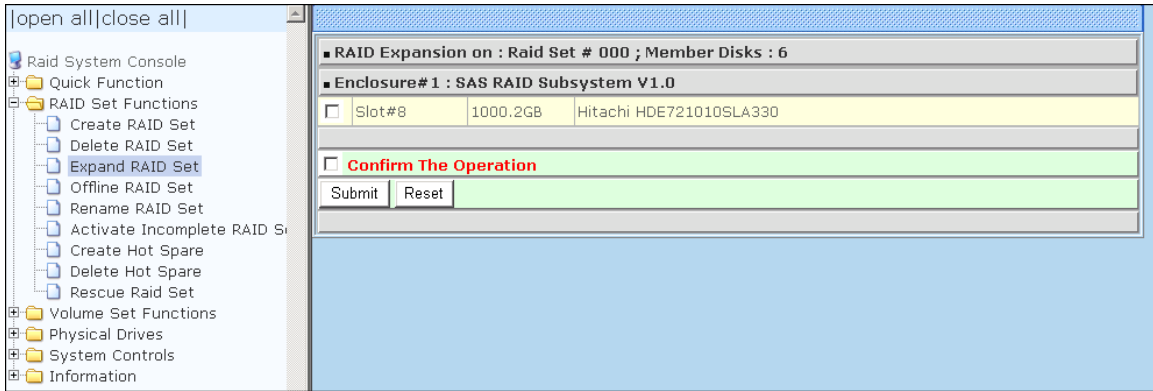 |open all|close all|
Raid System Console
Quick Function
RAID Set Functions
Create RAID Set
Delete RAID Set
Expand RAID Set
Offline RAID Set
Rename RAID Set
Activate Incomplete RAID S
Create Hot Spare
Delete Hot Spare
Rescue Raid Set
Volume Set Functions
Physical Drives
System Controls
Information
RAID Expansion on : Raid Set # 000 ; Member Disks : 6
Enclosure#1 : SAS RAID Subsystem V1.0
Slot#8 1000.2GB Hitachi HDE721010SLA330
Confirm The Operation
Submit Reset